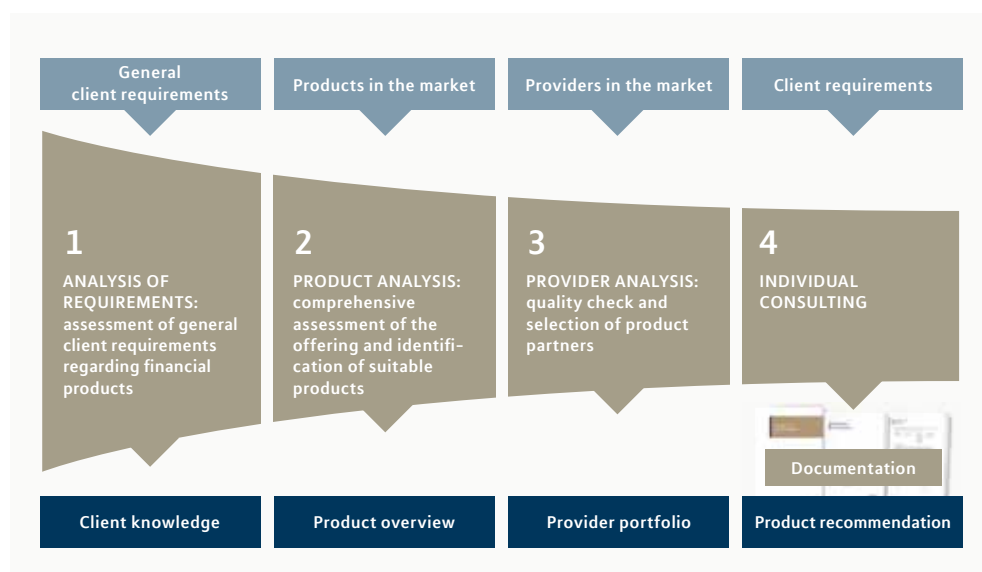 General
client requirements
Products in the market
Providers in the market
Client requirements
1
ANALYSIS OF
REQUIREMENTS:
assessment of general
client requirements
regarding financial
products
2
PRODUCT ANALYSIS:
comprehensive
assessment of the
offering and identifi-
cation of suitable
products
3
PROVIDER ANALYSIS:
quality check and
selection of product
partners
4
INDIVIDUAL
CONSULTING
Documentation
Client knowledge
Product overview
Provider portfolio
Product recommendation